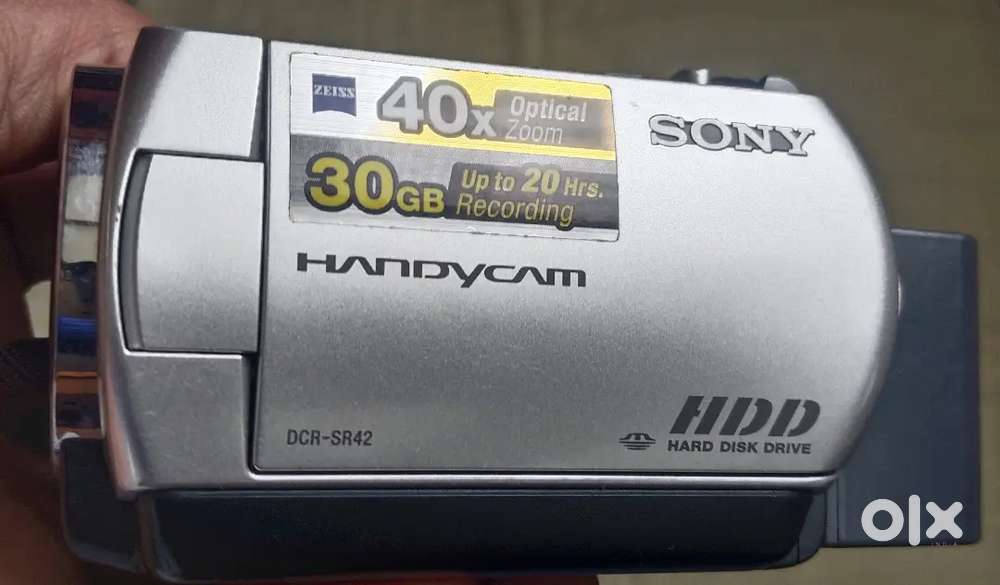 ZEISS
40x Optical
Zoom
SONY
30GB Up to 20 Hrs.
Recording
HANDYCAM
HDD
DCR-SR42
HARD DISK DRIVE
olx